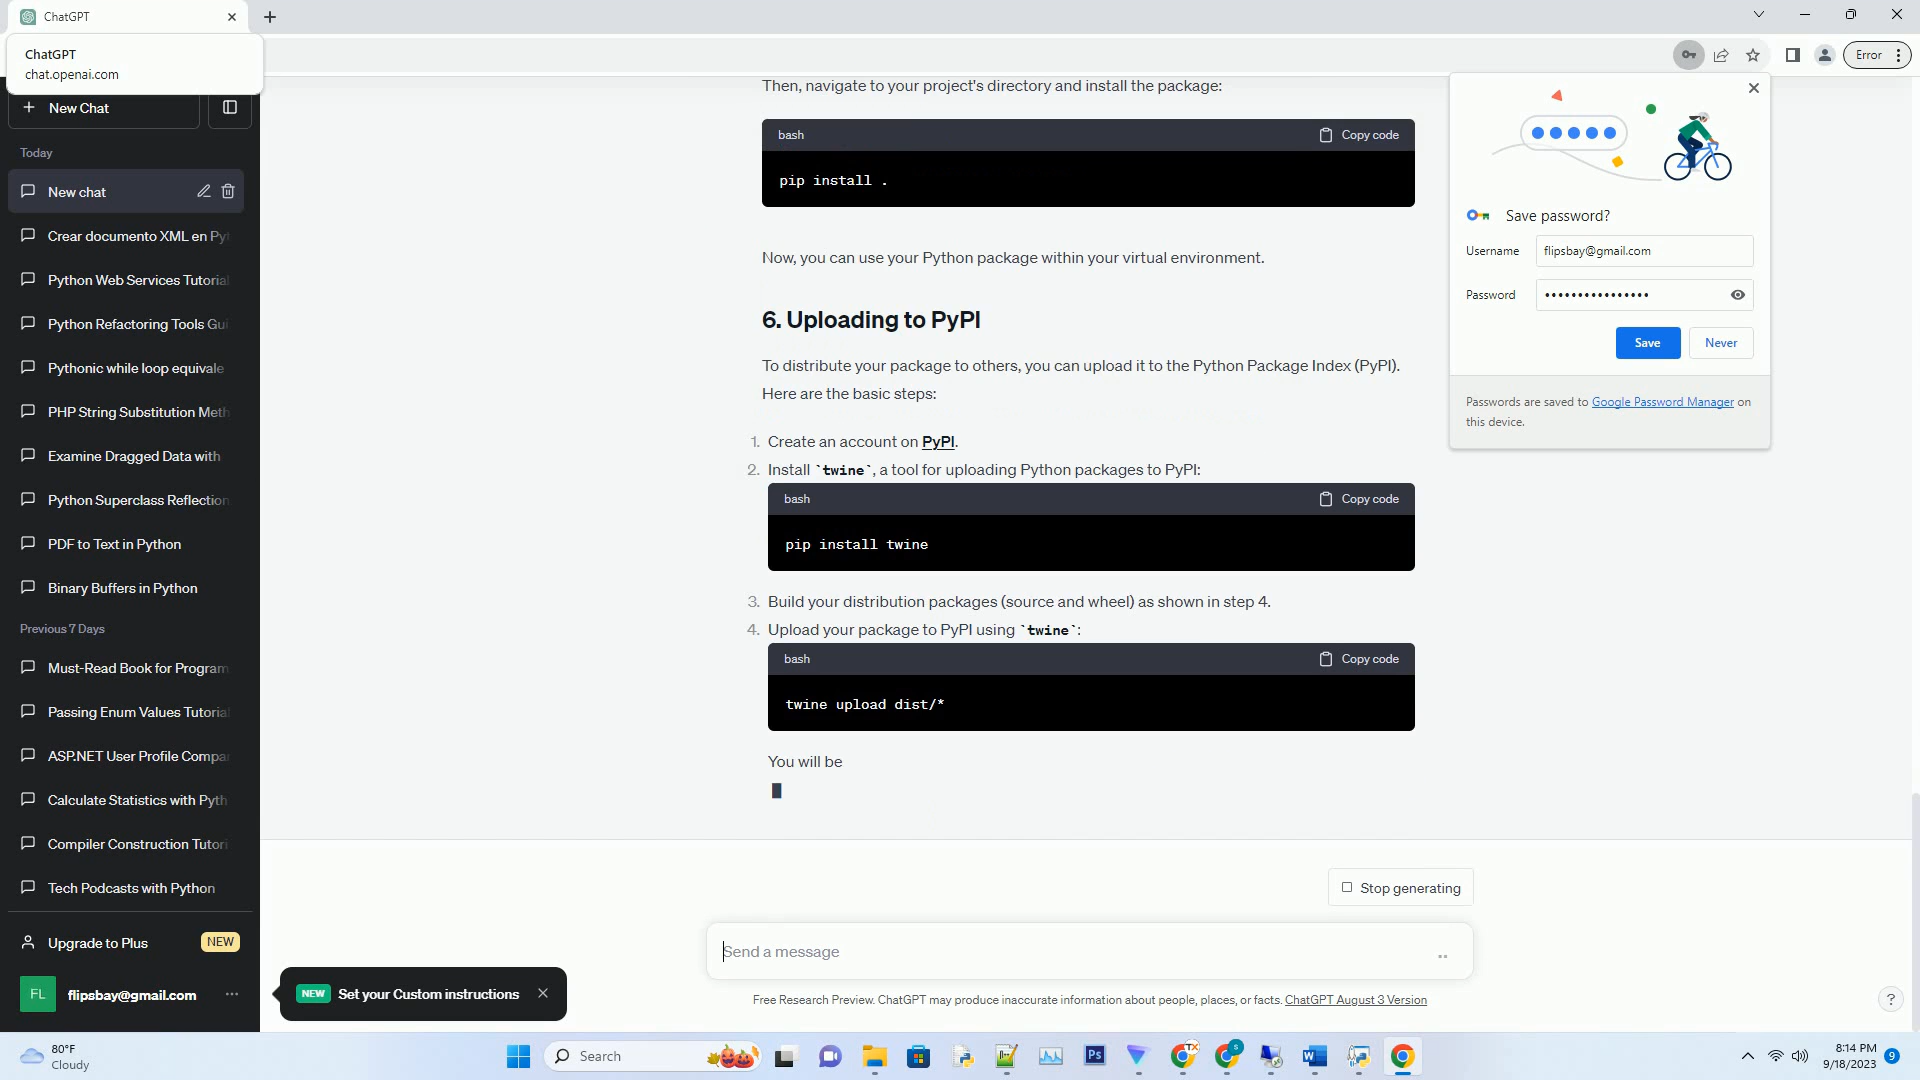 ChatGPT
ChatGPT
chat.openai.com
Error
New Chat
Today
New chat
Crear documento XML en Pyt
Python Web Services Tutorial
Python Refactoring Tools Gui
Pythonic while loop equivale
PHP String Substitution Meth
Examine Dragged Data with
Python Superclass Reflection
PDF to Text in Python
Binary Buffers in Python
Previous 7 Days
Must-Read Book for Program
Passing Enum Values Tutorial
ASP.NET User Profile Compar
Calculate Statistics with Pyth
Compiler Construction Tutori
Tech Podcasts with Python
Upgrade to Plus NEW
FL flipsbay@gmail.com
Then, navigate to your project's directory and install the package:
bash Copy code
pip install .
Now, you can use your Python package within your virtual environment.
6. Uploading to PyPI
To distribute your package to others, you can upload it to the Python Package Index (PyPI).
Here are the basic steps:
1. Create an account on PyPI.
2. Install `twine`, a tool for uploading Python packages to PyPI:
bash Copy code
pip install twine
3. Build your distribution packages (source and wheel) as shown in step 4.
4. Upload your package to PyPI using `twine`:
bash Copy code
twine upload dist/*
You will be
Stop generating
Send a message
Free Research Preview. ChatGPT may produce inaccurate information about people, places, or facts. ChatGPT August 3 Version
NEW Set your Custom instructions
?
Save password?
Username flipsbay@gmail.com
Password ••••••••••••••••
Save Never
Passwords are saved to Google Password Manager on
this device.
80°F
Cloudy
Search
Ps
TX
S
W
8:14 PM
9/18/2023
9